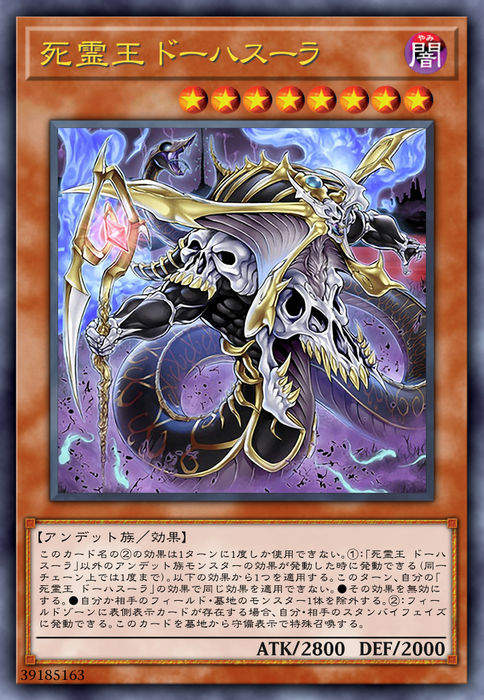 死霊王 ドーハスーラ
やみ
闇
【アンデット族／効果】
このカード名の②の効果は1ターンに1度しか使用できない。①：「死霊王 ドーハ
スーラ」以外のアンデット族モンスターの効果が発動した時に発動できる（同一
チェーン上では1度まで）。以下の効果から1つを適用する。このターン、自分の「死
霊王 ドーハスーラ」の効果で同じ効果を適用できない。●その効果を無効に
する。●自分か相手のフィールド・墓地のモンスター1体を除外する。②：フィー
ルドゾーンに表側表示カードが存在する場合、自分・相手のスタンバイフェイズ
に発動できる。このカードを墓地から守備表示で特殊召喚する。
ATK/2800 DEF/2000
39185163